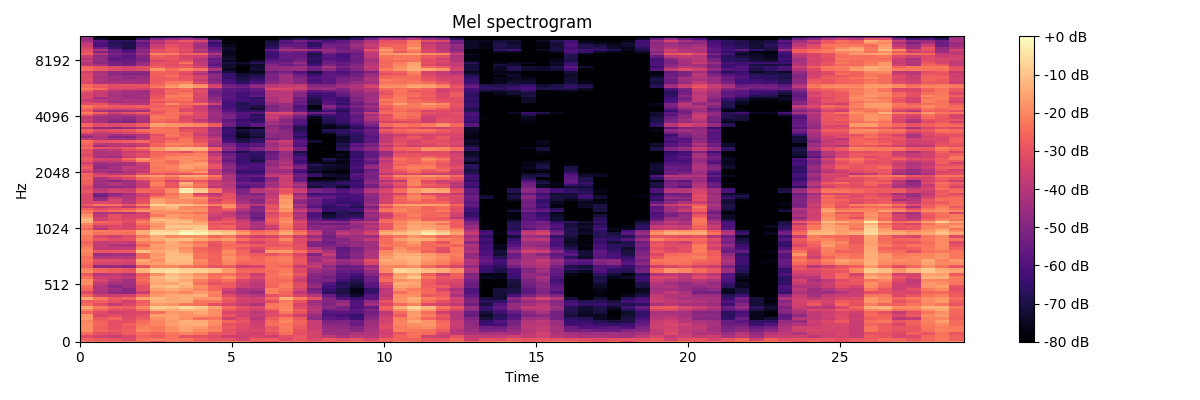 Mel spectrogram
Hz
8192
4096
2048
1024
512
0
0 5 10 15 20 25
Time
+0 dB
-10 dB
-20 dB
-30 dB
-40 dB
-50 dB
-60 dB
-70 dB
-80 dB